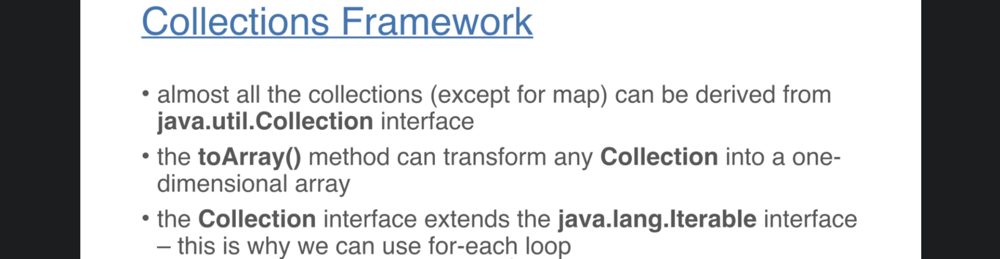 Collections Framework
• almost all the collections (except for map) can be derived from
java.util.Collection interface
• the toArray() method can transform any Collection into a one-
dimensional array
• the Collection interface extends the java.lang.Iterable interface
– this is why we can use for-each loop